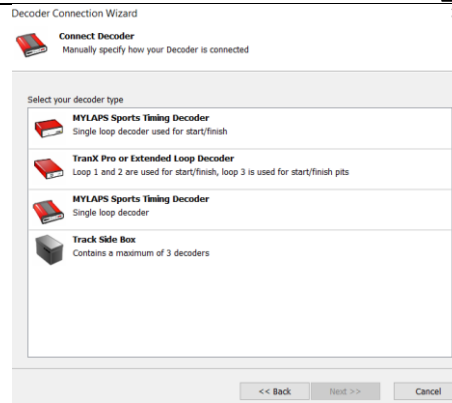 Decoder Connection Wizard
Connect Decoder
Manually specify how your Decoder is connected
Select your decoder type
MYLAPS Sports Timing Decoder
Single loop decoder used for start/finish
TranX Pro or Extended Loop Decoder
Loop 1 and 2 are used for start/finish, loop 3 is used for start/finish pits
MYLAPS Sports Timing Decoder
Single loop decoder
Track Side Box
Contains a maximum of 3 decoders
<< Back Next >> Cancel